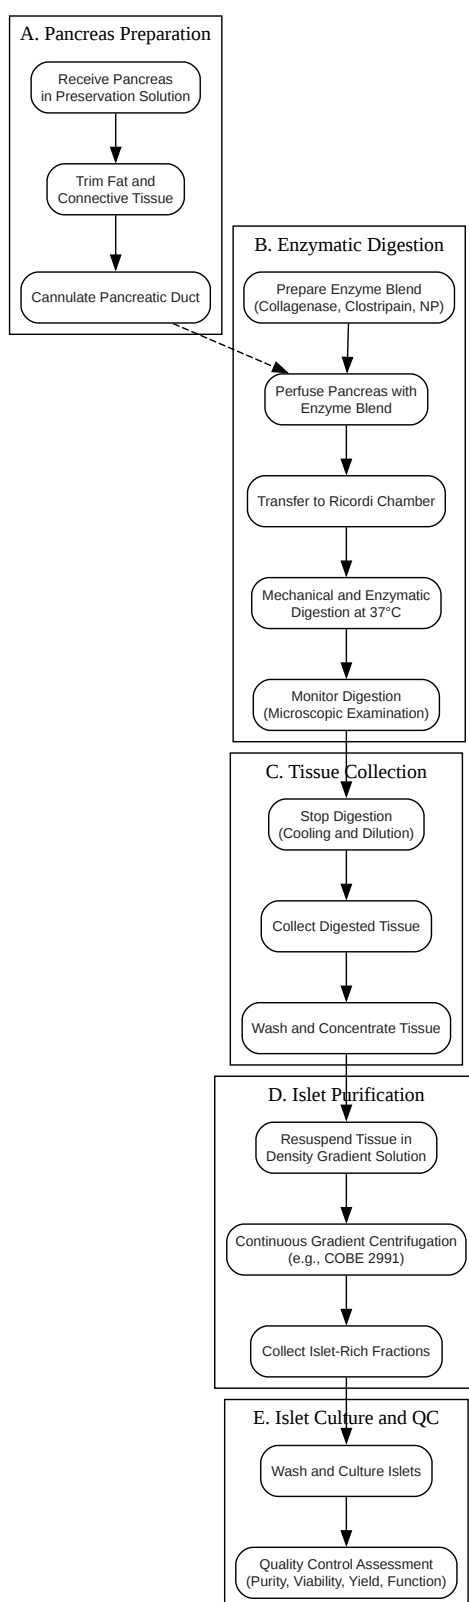 A. Pancreas Preparation
Receive Pancreas
in Preservation Solution
Trim Fat and
Connective Tissue
Cannulate Pancreatic Duct
B. Enzymatic Digestion
Prepare Enzyme Blend
(Collagenase, Clostripain, NP)
Perfuse Pancreas with
Enzyme Blend
Transfer to Ricordi Chamber
Mechanical and Enzymatic
Digestion at 37°C
Monitor Digestion
(Microscopic Examination)
C. Tissue Collection
Stop Digestion
(Cooling and Dilution)
Collect Digested Tissue
Wash and Concentrate Tissue
D. Islet Purification
Resuspend Tissue in
Density Gradient Solution
Continuous Gradient Centrifugation
(e.g., COBE 2991)
Collect Islet-Rich Fractions
E. Islet Culture and QC
Wash and Culture Islets
Quality Control Assessment
(Purity, Viability, Yield, Function)